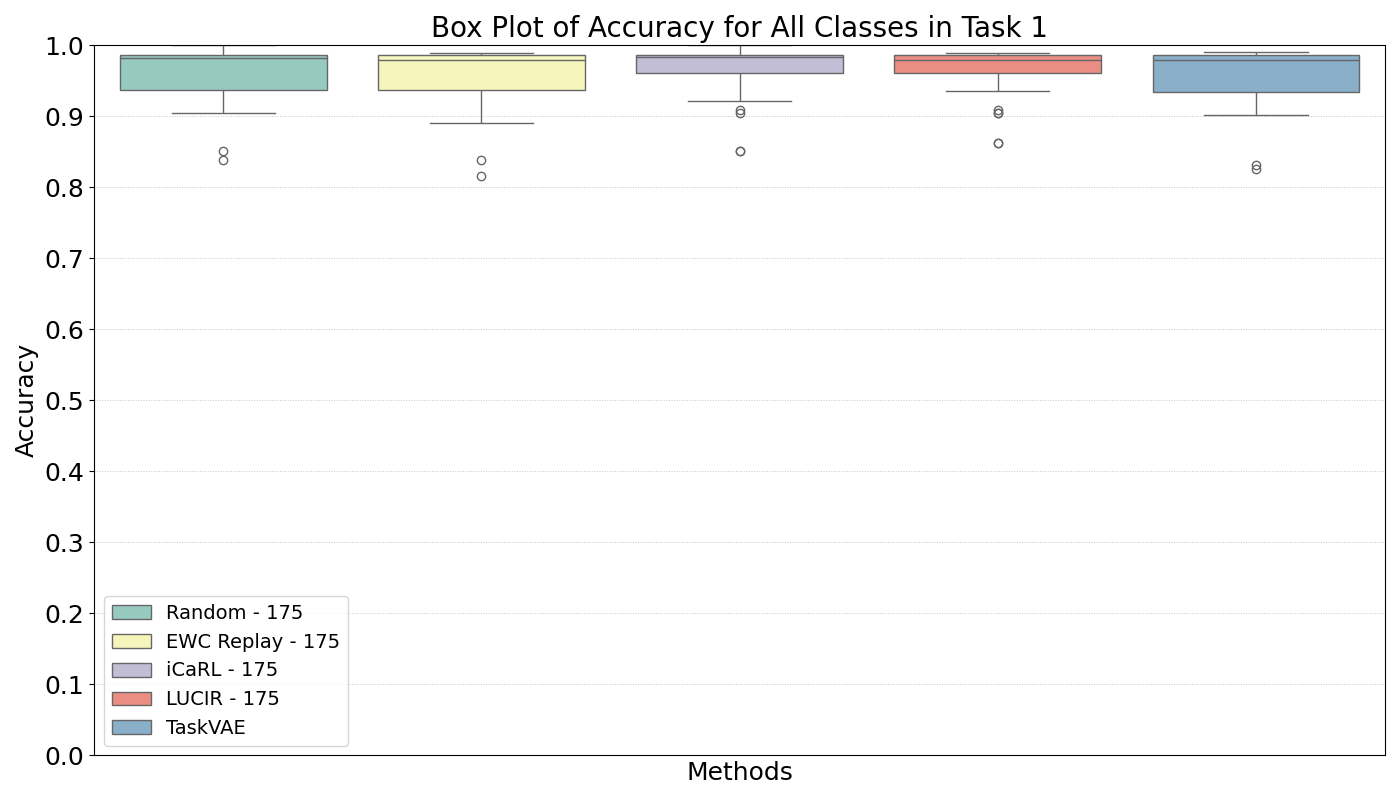 Box Plot of Accuracy for All Classes in Task 1
1.0
0.9
0.8
0.7
0.6
0.5
0.4
0.3
0.2
0.1
0.0
Accuracy
Random - 175
EWC Replay - 175
iCaRL - 175
LUCIR - 175
TaskVAE
Methods